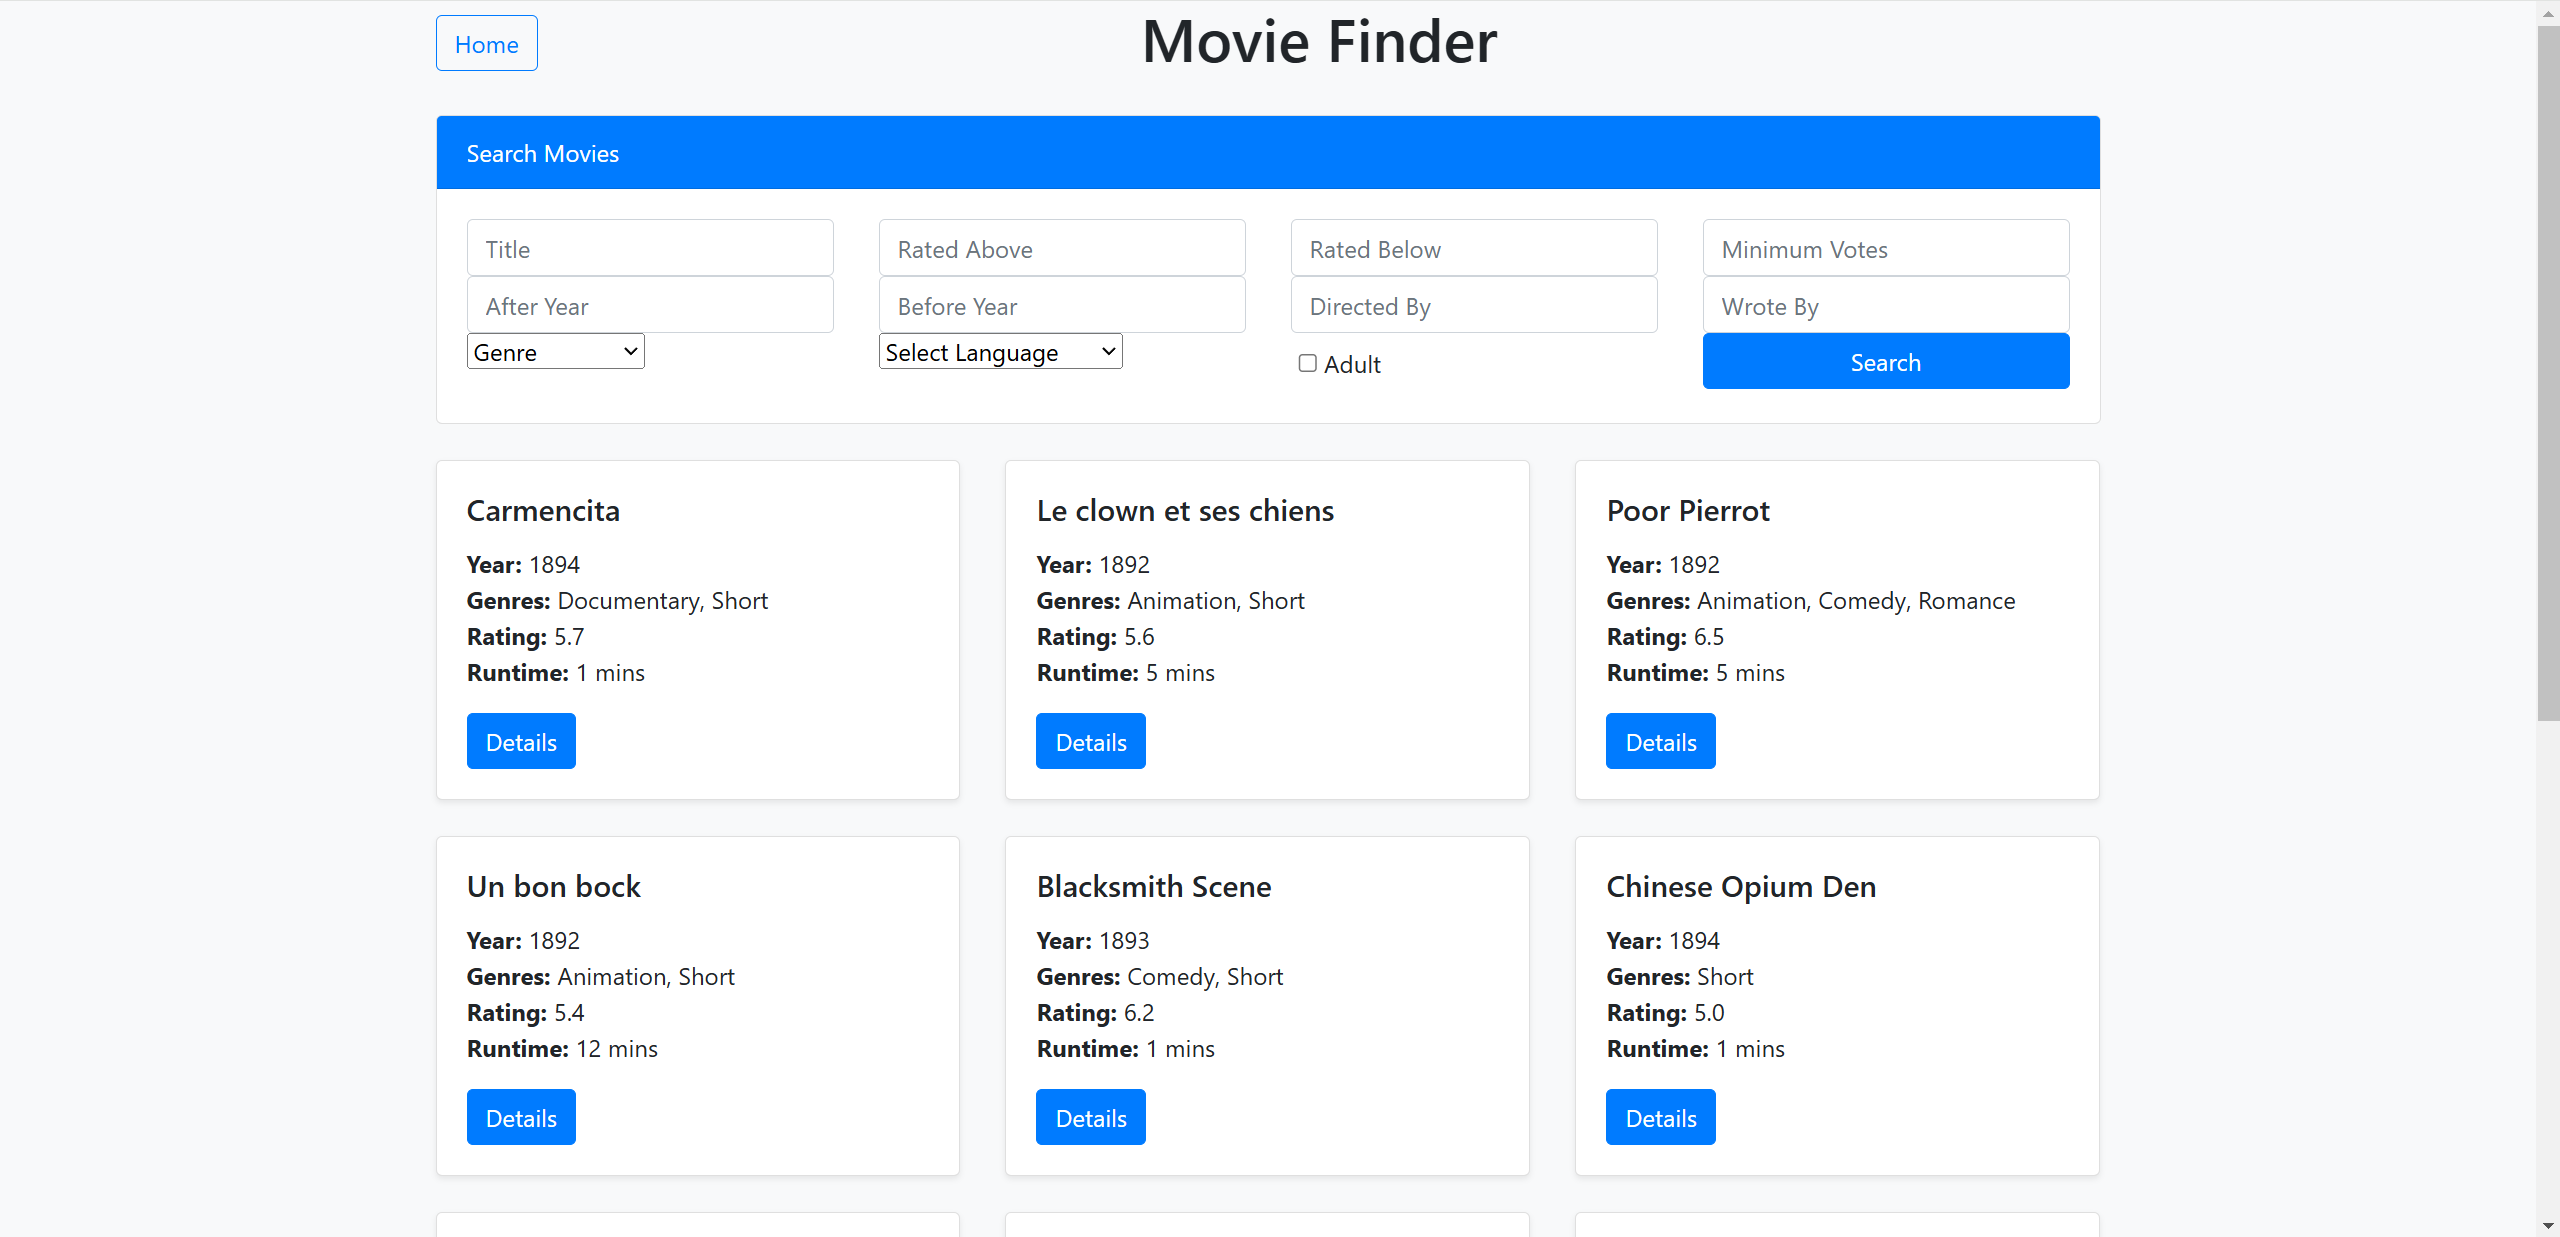 Home
Movie Finder
Search Movies
Title
Rated Above
Rated Below
Minimum Votes
After Year
Before Year
Directed By
Wrote By
Genre
Select Language
Adult
Search
Carmencita
Year: 1894
Genres: Documentary, Short
Rating: 5.7
Runtime: 1 mins
Details
Le clown et ses chiens
Year: 1892
Genres: Animation, Short
Rating: 5.6
Runtime: 5 mins
Details
Poor Pierrot
Year: 1892
Genres: Animation, Comedy, Romance
Rating: 6.5
Runtime: 5 mins
Details
Un bon bock
Year: 1892
Genres: Animation, Short
Rating: 5.4
Runtime: 12 mins
Details
Blacksmith Scene
Year: 1893
Genres: Comedy, Short
Rating: 6.2
Runtime: 1 mins
Details
Chinese Opium Den
Year: 1894
Genres: Short
Rating: 5.0
Runtime: 1 mins
Details